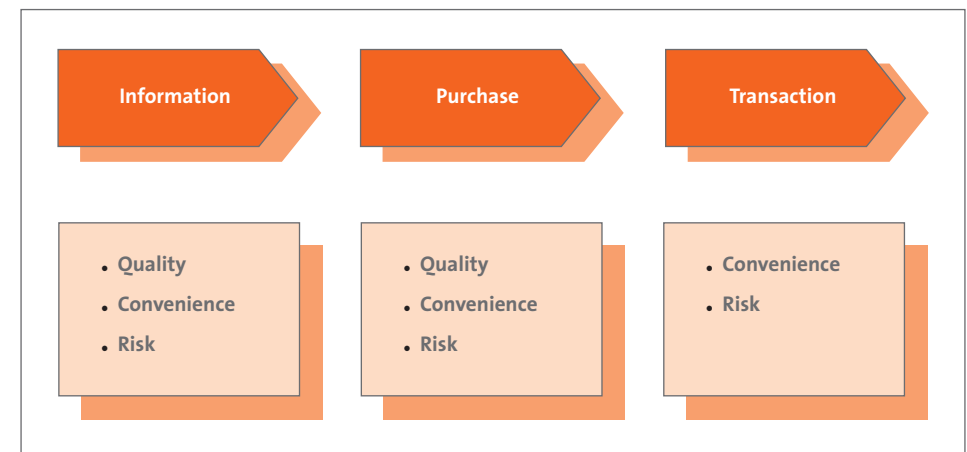 Information
Purchase
Transaction
• Quality
• Convenience
• Risk
• Quality
• Convenience
• Risk
• Convenience
• Risk